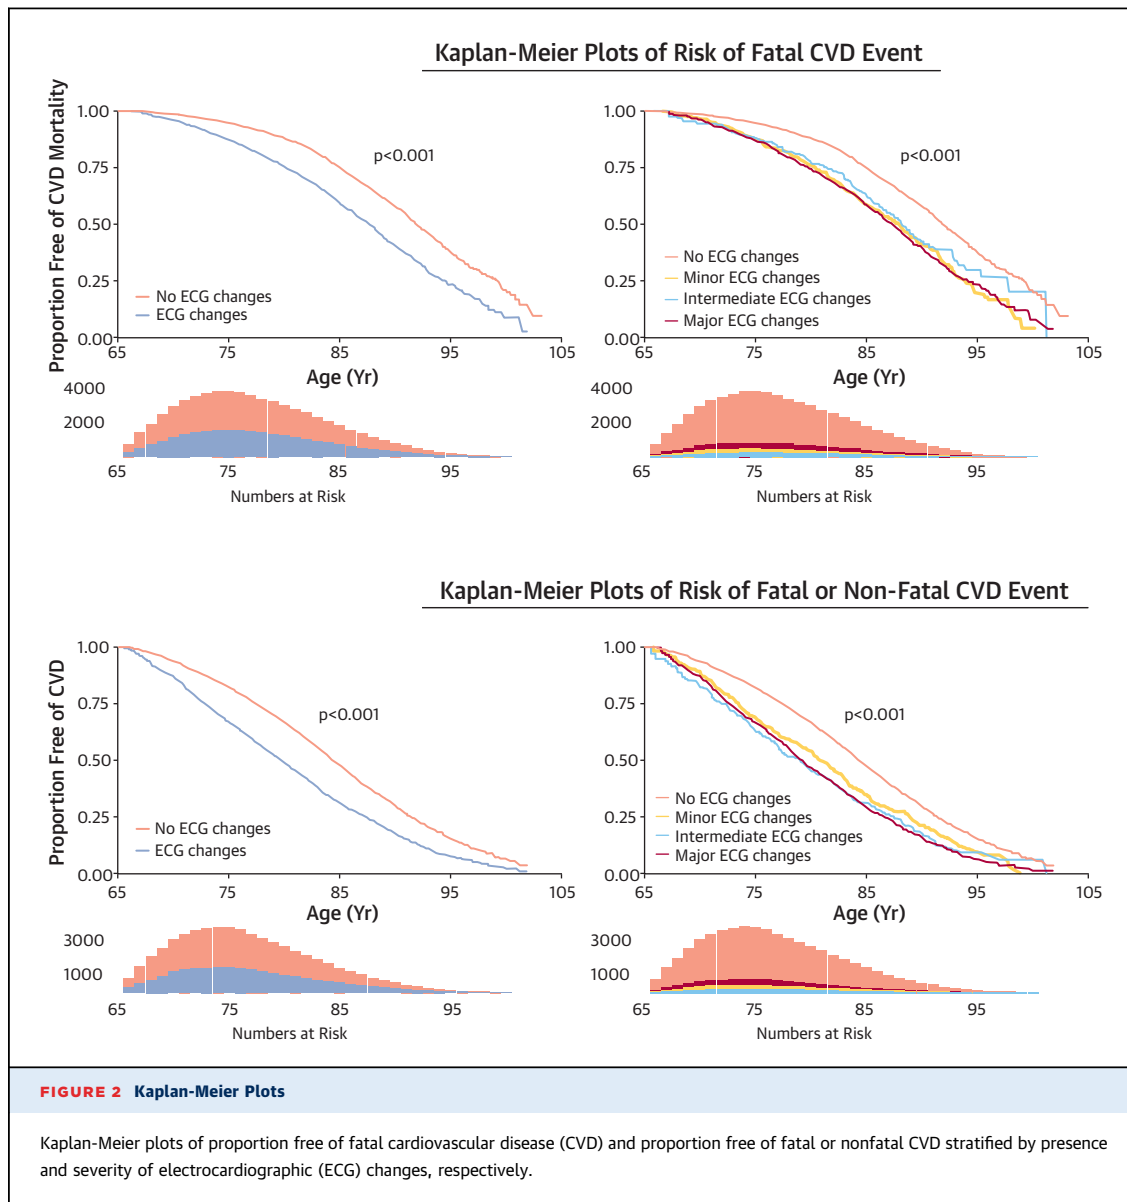 Kaplan-Meier Plots of Risk of Fatal CVD Event
Proportion Free of CVD Mortality
1.00
0.75
0.50
0.25
0.00
p<0.001
No ECG changes
ECG changes
65 75 85 95 105
Age (Yr)
4000
2000
65 75 85 95
Numbers at Risk
1.00
0.75
0.50
0.25
0.00
p<0.001
No ECG changes
Minor ECG changes
Intermediate ECG changes
Major ECG changes
65 75 85 95 105
Age (Yr)
4000
2000
65 75 85 95
Numbers at Risk
Kaplan-Meier Plots of Risk of Fatal or Non-Fatal CVD Event
Proportion Free of CVD
1.00
0.75
0.50
0.25
0.00
p<0.001
No ECG changes
ECG changes
65 75 85 95 105
Age (Yr)
3000
1000
65 75 85 95
Numbers at Risk
1.00
0.75
0.50
0.25
0.00
p<0.001
No ECG changes
Minor ECG changes
Intermediate ECG changes
Major ECG changes
65 75 85 95 105
Age (Yr)
3000
1000
65 75 85 95
Numbers at Risk
FIGURE 2 Kaplan-Meier Plots
Kaplan-Meier plots of proportion free of fatal cardiovascular disease (CVD) and proportion free of fatal or nonfatal CVD stratified by presence
and severity of electrocardiographic (ECG) changes, respectively.